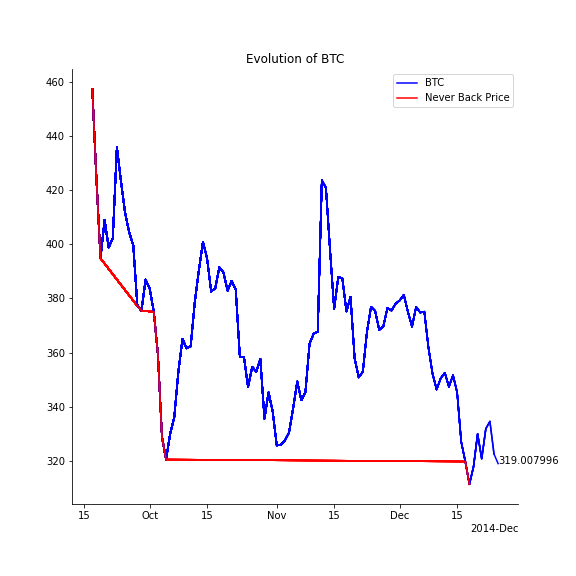 Evolution of BTC
BTC
Never Back Price
460
440
420
400
380
360
340
320
319.007996
15
Oct
15
Nov
15
Dec
15
2014-Dec